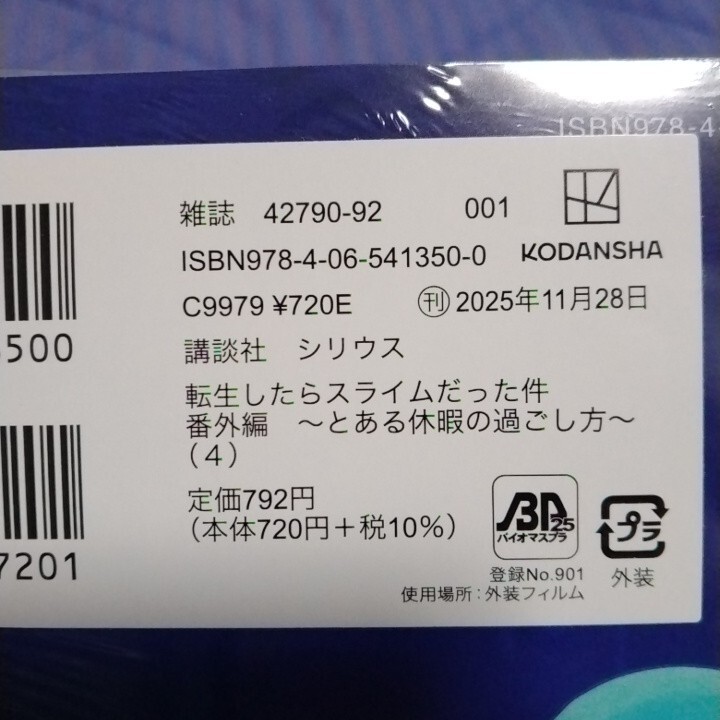 ISBN978-4
雑誌 42790-92 001
ISBN978-4-06-541350-0 KODANSHA
C9979 ¥720E ㊞刊 2025年11月28日
500
講談社 シリウス
転生したらスライムだった件
番外編 ～とある休暇の過ごし方～
（4）
定価792円
（本体720円＋税10%）
7201
BP
25
バイオマスプラ
プラ
登録No.901 外装
使用場所：外装フィルム